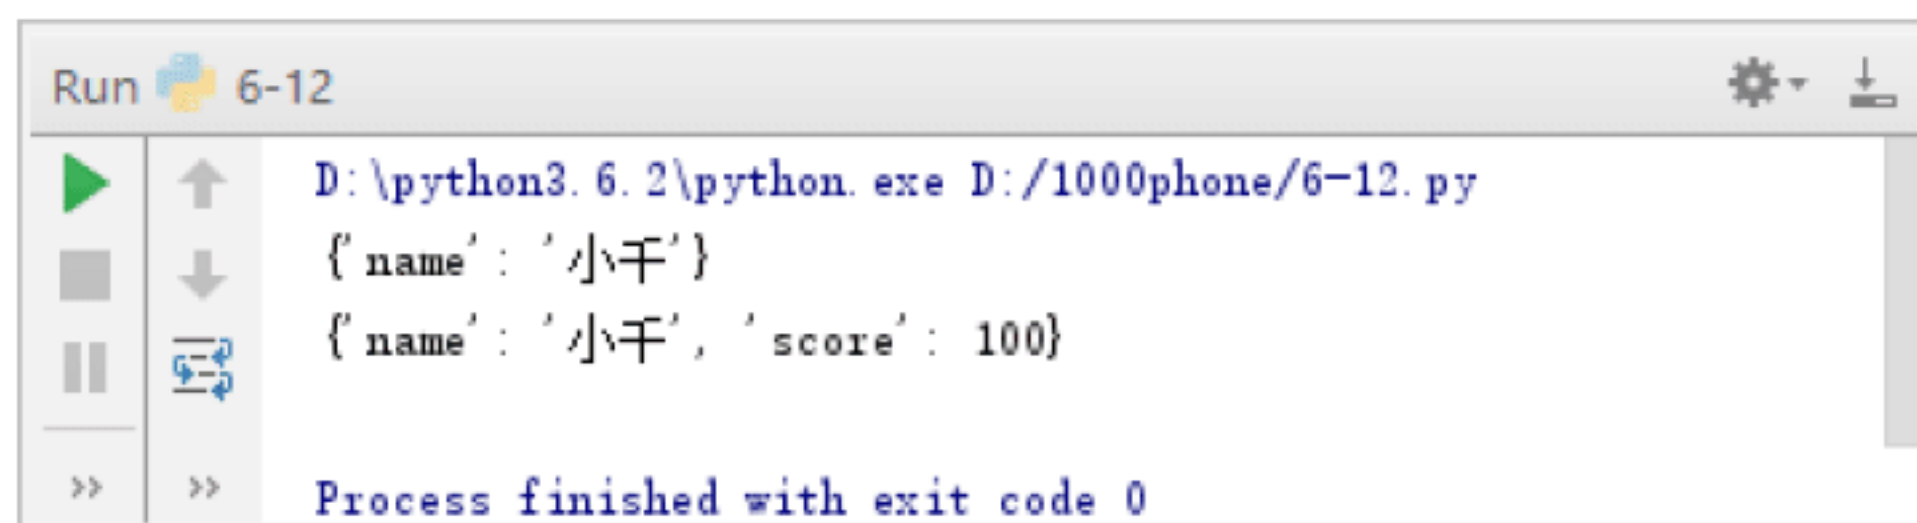 Run 6-12
D:\python3.6.2\python.exe D:/1000phone/6-12.py
{'name': '小千'}
{'name': '小千', 'score': 100}
Process finished with exit code 0